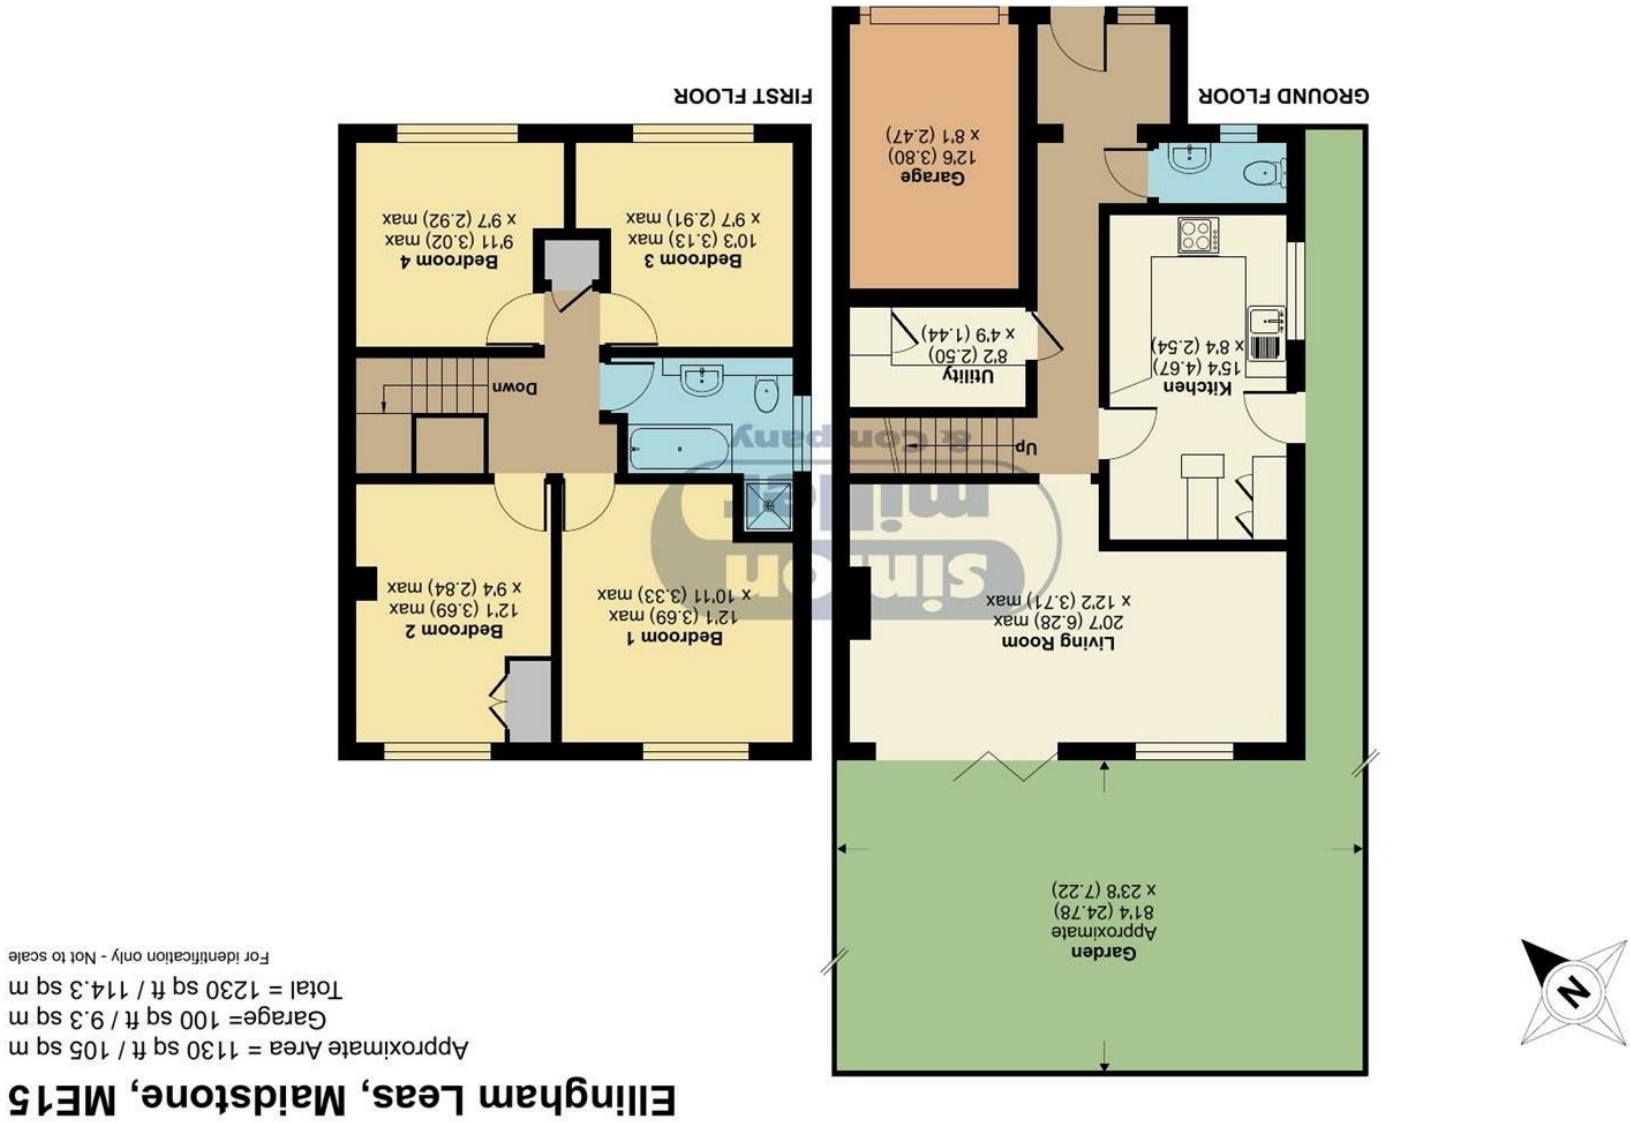 Ellingham Leas, Maidstone, ME15
Approximate Area = 1130 sq ft / 105 sq m
Garage= 100 sq ft / 9.3 sq m
Total = 1230 sq ft / 114.3 sq m
For identification only - Not to scale
N
Garden
Approximate
81'4 (24.78)
x 23'8 (7.22)
Living Room
20'7 (6.28) max
x 12'2 (3.71) max
Bedroom 1
12'1 (3.69) max
x 10'11 (3.33) max
Bedroom 2
12'1 (3.69) max
x 9'4 (2.84) max
simon
miller
& Company
Up
Down
Kitchen
15'4 (4.67)
x 8'4 (2.54)
Utility
8'2 (2.50)
x 4'9 (1.44)
Bedroom 3
10'3 (3.13) max
x 9'7 (2.91) max
Bedroom 4
9'11 (3.02) max
x 9'7 (2.92) max
Garage
12'6 (3.80)
x 8'1 (2.47)
GROUND FLOOR
FIRST FLOOR